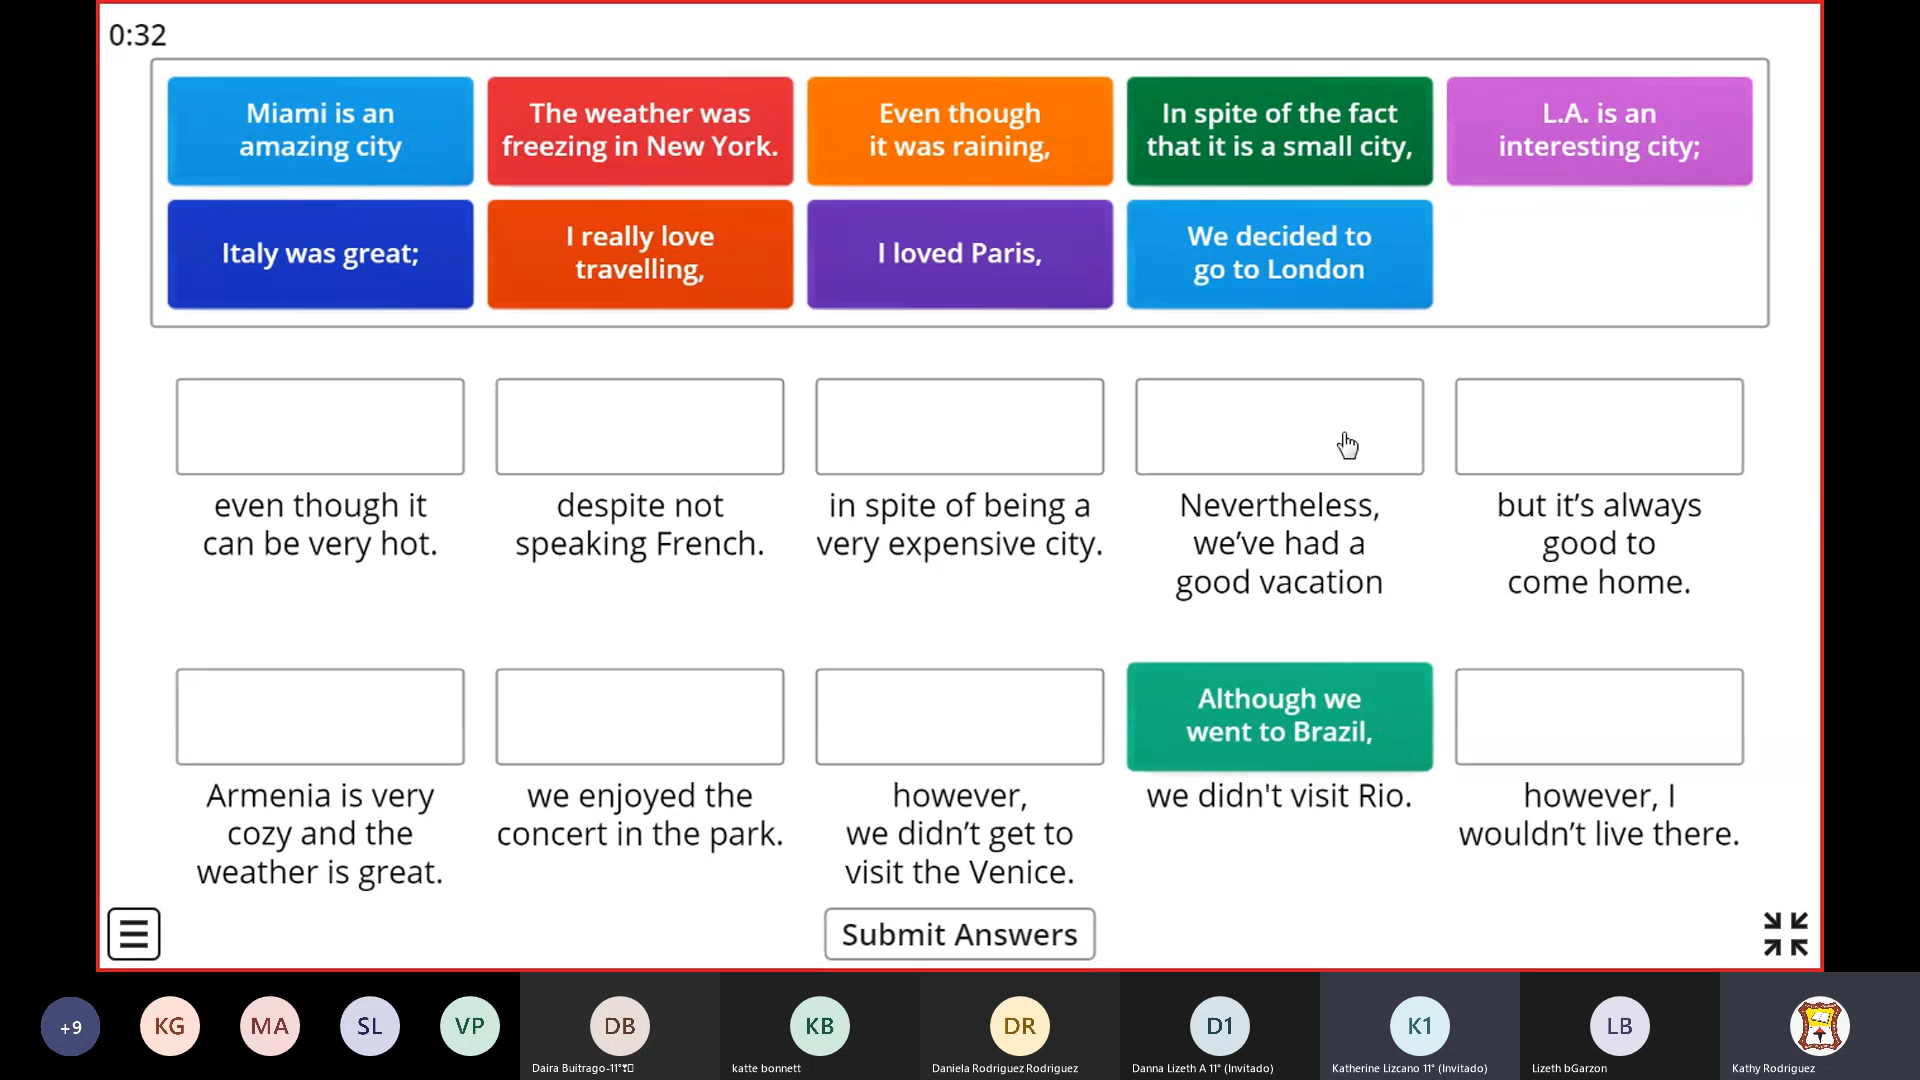 0:32
Miami is an
amazing city
The weather was
freezing in New York.
Even though
it was raining,
In spite of the fact
that it is a small city,
L.A. is an
interesting city;
Italy was great;
I really love
travelling,
I loved Paris,
We decided to
go to London
even though it
can be very hot.
despite not
speaking French.
in spite of being a
very expensive city.
Nevertheless,
we’ve had a
good vacation
but it’s always
good to
come home.
Armenia is very
cozy and the
weather is great.
we enjoyed the
concert in the park.
however,
we didn’t get to
visit the Venice.
Although we
went to Brazil,
we didn't visit Rio.
however, I
wouldn’t live there.
Submit Answers
+9
KG
MA
SL
VP
DB
Daira Buitrago-11°
KB
katte bonnett
DR
Daniela Rodriguez Rodriguez
D1
Danna Lizeth A 11° (Invitado)
K1
Katherine Lizcano 11° (Invitado)
LB
Lizeth bGarzon
Kathy Rodriguez